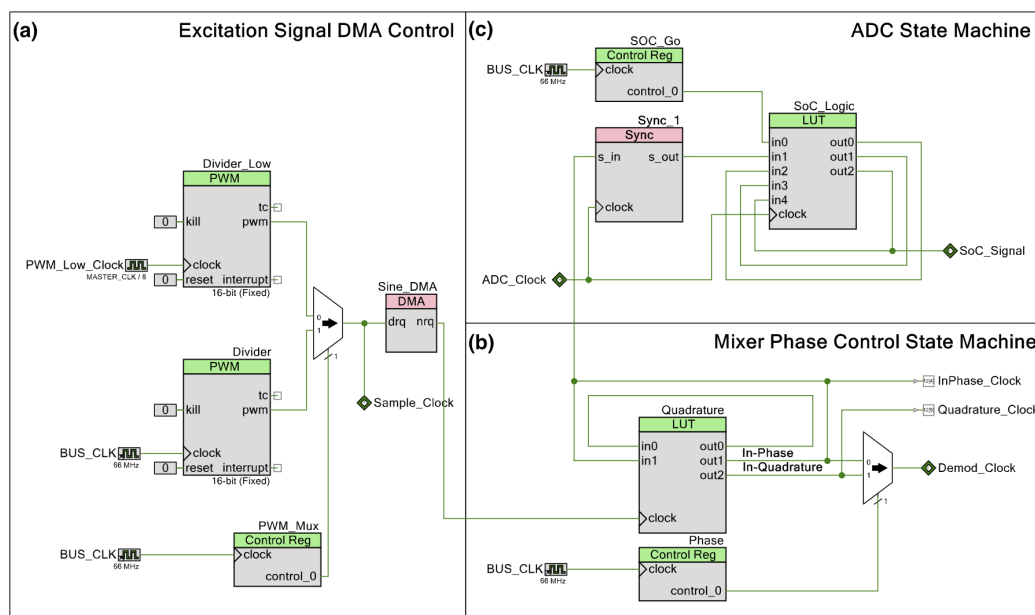 (a) Excitation Signal DMA Control
Divider_Low
PWM
tc
0 kill pwm
PWM_Low_Clock clock
MASTER_CLK / 8
0 reset interrupt
16-bit (Fixed)
Divider
PWM
tc
0 kill pwm
BUS_CLK clock
66 MHz
0 reset interrupt
16-bit (Fixed)
PWM_Mux
Control Reg
BUS_CLK clock
66 MHz
control_0
0
1
1
Sine_DMA
DMA
drq nrq
Sample_Clock
(c) ADC State Machine
SOC_Go
Control Reg
BUS_CLK clock
66 MHz
control_0
Sync_1
Sync
s_in s_out
clock
SoC_Logic
LUT
in0 out0
in1 out1
in2 out2
in3
in4
clock
SoC_Signal
ADC_Clock
(b) Mixer Phase Control State Machine
InPhase_Clock
Quadrature_Clock
Quadrature
LUT
in0 out0
in1 out1 In-Phase
out2 In-Quadrature
clock
0
1
1
Demod_Clock
Phase
Control Reg
BUS_CLK clock
66 MHz
control_0